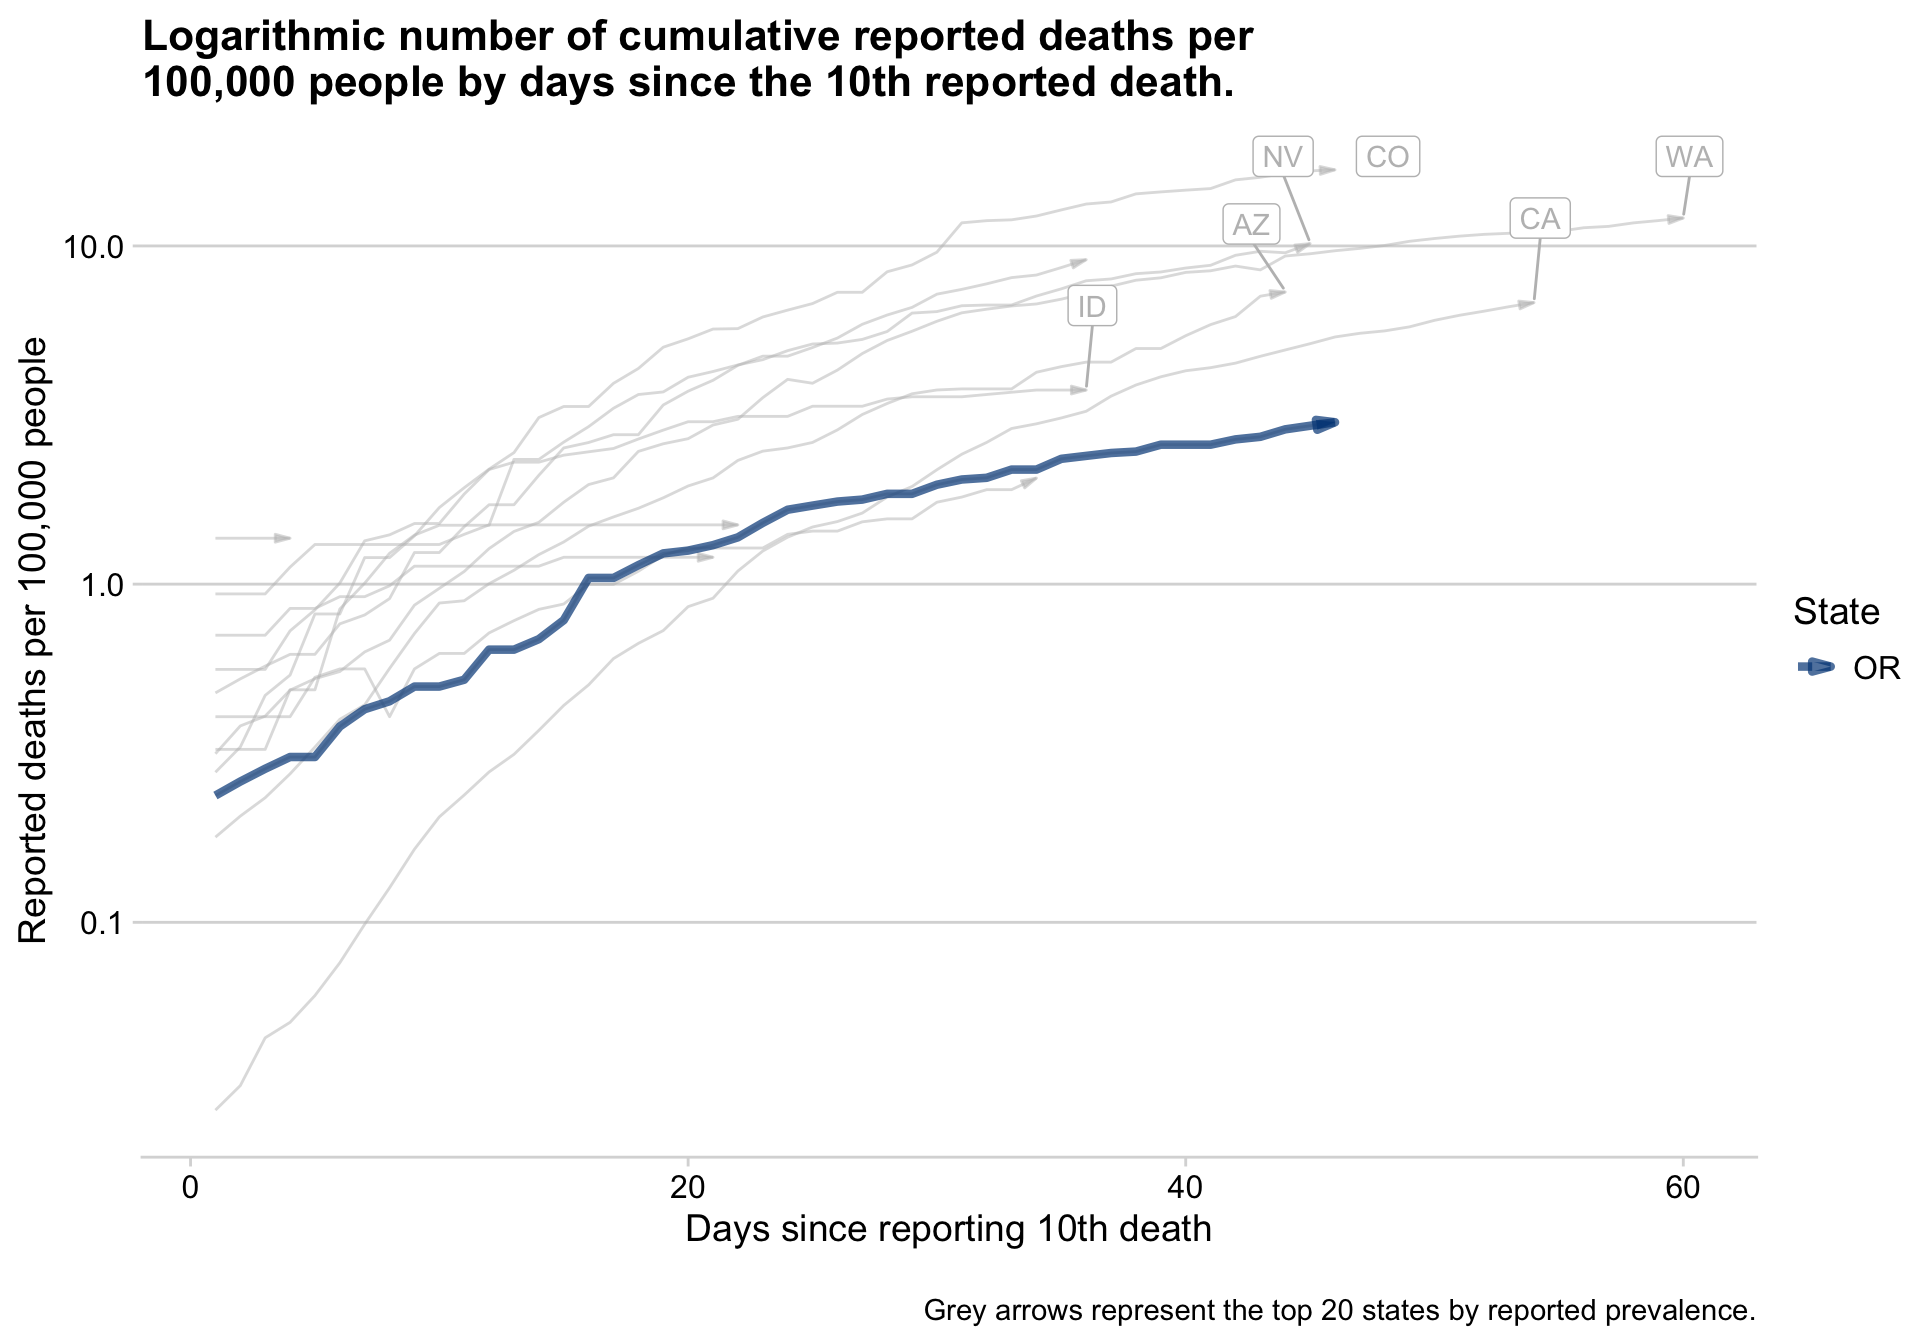 Logarithmic number of cumulative reported deaths per
100,000 people by days since the 10th reported death.
NV
CO
WA
AZ
CA
ID
10.0
1.0
0.1
Reported deaths per 100,000 people
State
OR
0
20
40
60
Days since reporting 10th death
Grey arrows represent the top 20 states by reported prevalence.